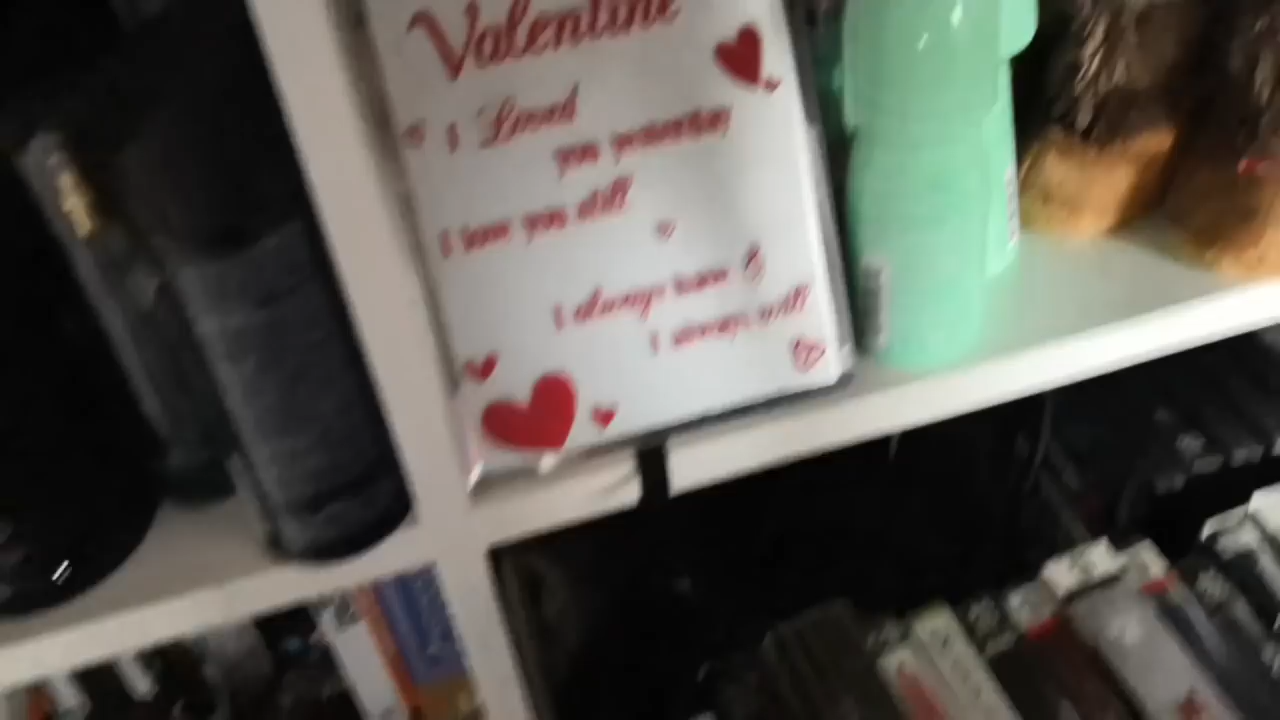 Valentine
I Loved
you yesterday
I love you still
I always have &
I always will